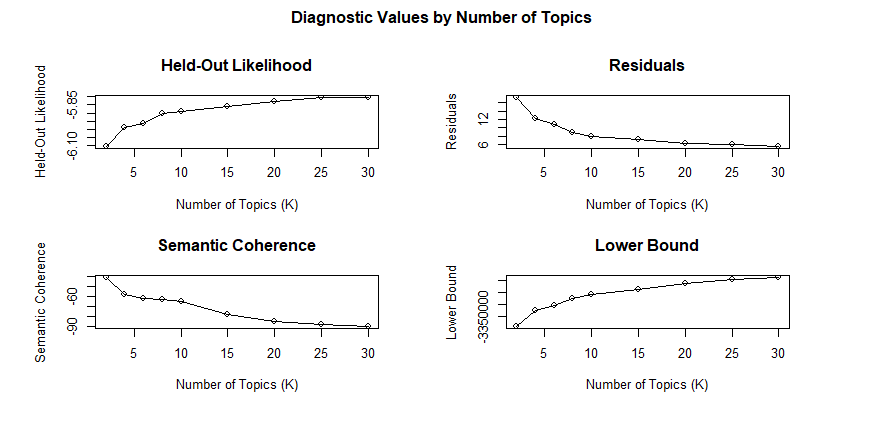 Diagnostic Values by Number of Topics
Held-Out Likelihood
Held-Out Likelihood
-6.10 -5.85
5 10 15 20 25 30
Number of Topics (K)
Residuals
Residuals
6 12
5 10 15 20 25 30
Number of Topics (K)
Semantic Coherence
Semantic Coherence
-90 -60
5 10 15 20 25 30
Number of Topics (K)
Lower Bound
Lower Bound
-3350000
5 10 15 20 25 30
Number of Topics (K)